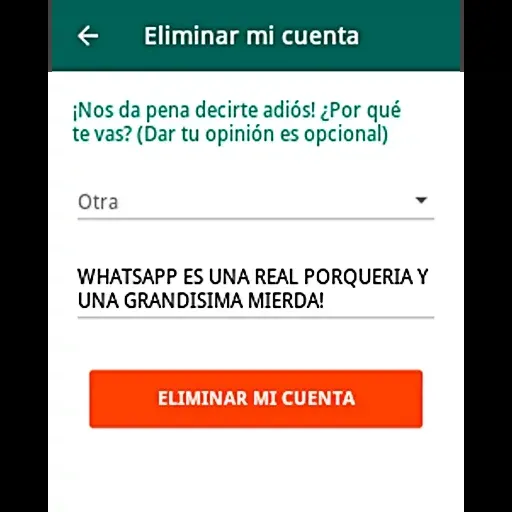 Eliminar mi cuenta
¡Nos da pena decirte adiós! ¿Por qué
te vas? (Dar tu opinión es opcional)
Otra
WHATSAPP ES UNA REAL PORQUERIA Y
UNA GRANDISIMA MIERDA!
ELIMINAR MI CUENTA